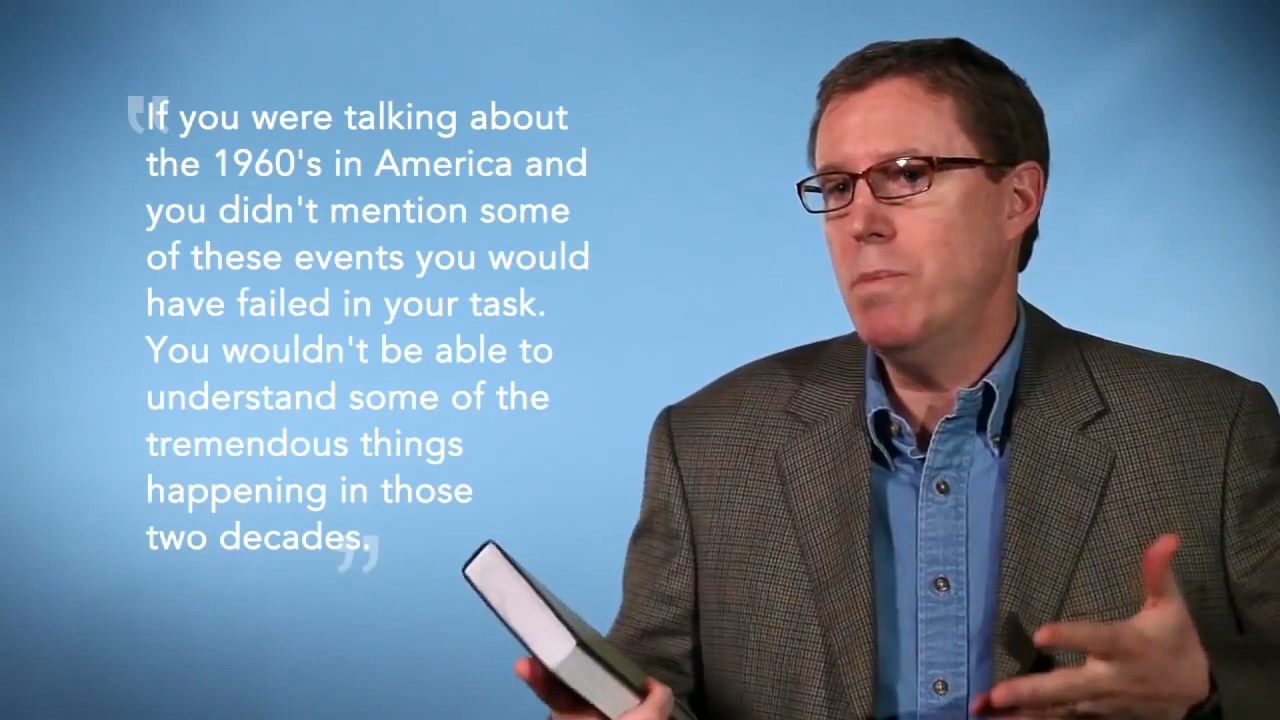 "If you were talking about
the 1960's in America and
you didn't mention some
of these events you would
have failed in your task.
You wouldn't be able to
understand some of the
tremendous things
happening in those
two decades."